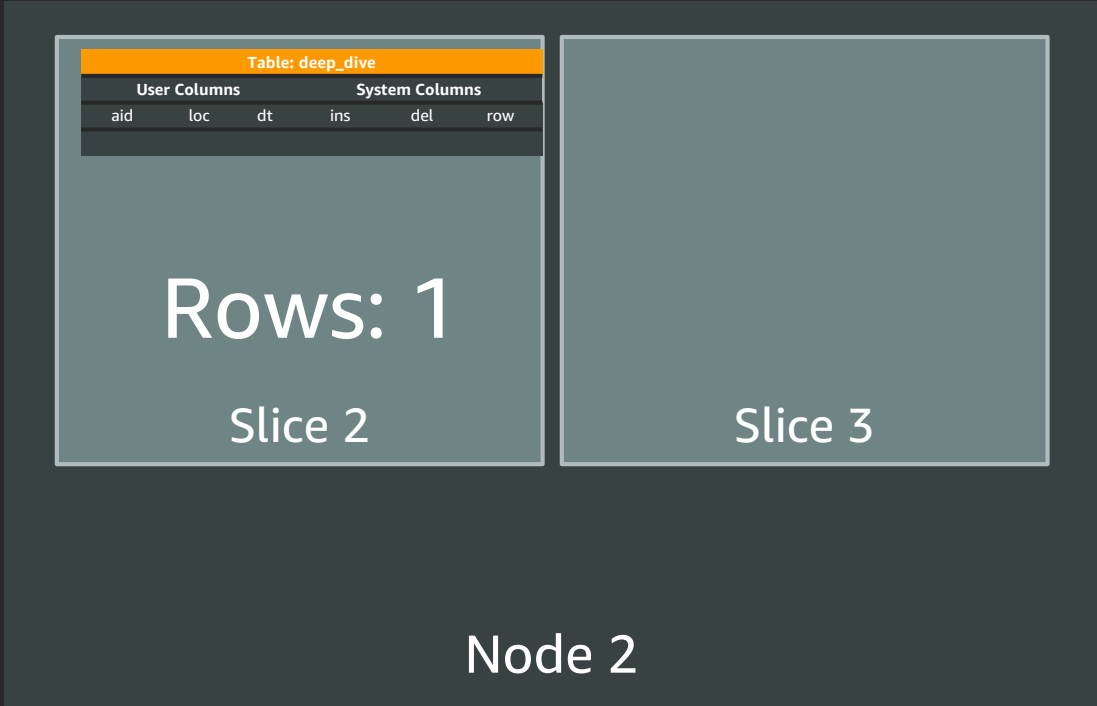 Table: deep_dive
User Columns System Columns
aid loc dt ins del row
Rows: 1
Slice 2
Slice 3
Node 2